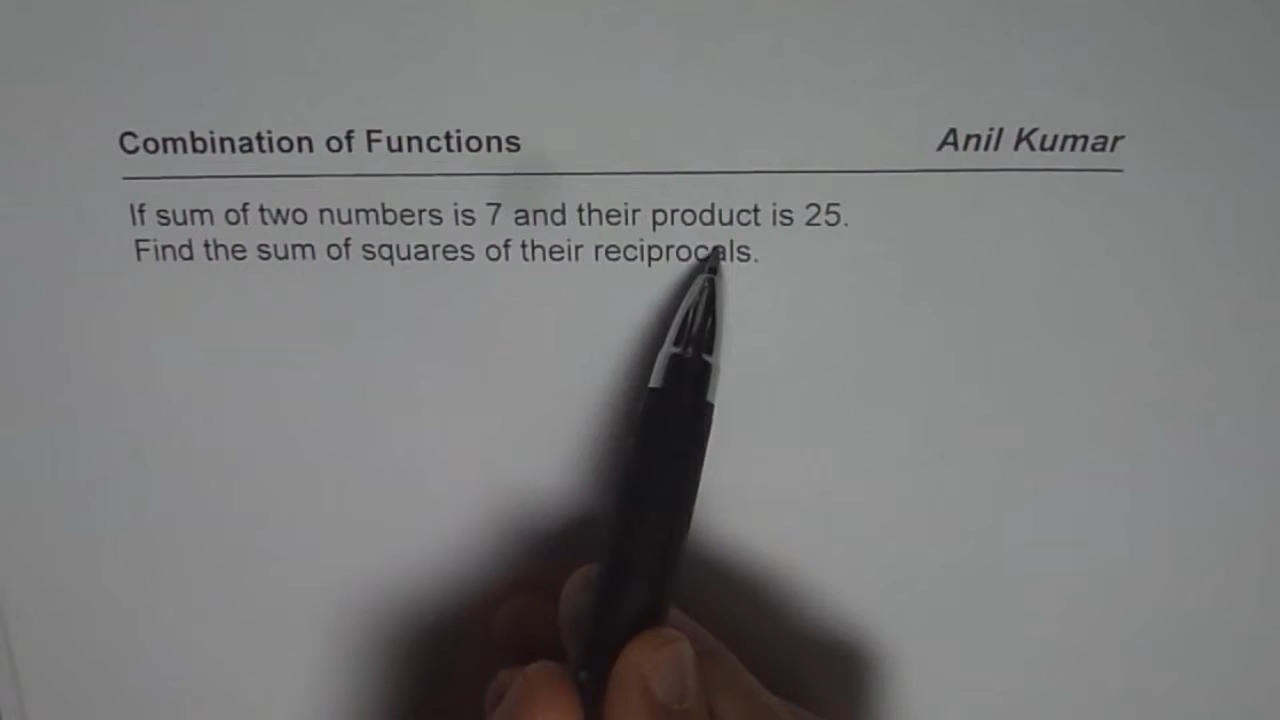 Combination of Functions Anil Kumar
If sum of two numbers is 7 and their product is 25.
Find the sum of squares of their reciprocals.